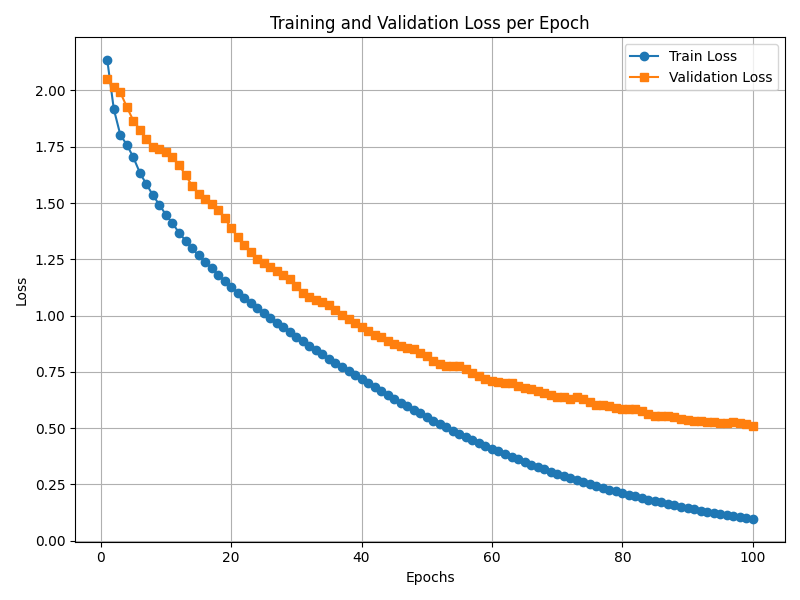 Training and Validation Loss per Epoch
Train Loss
Validation Loss
2.00
1.75
1.50
1.25
1.00
0.75
0.50
0.25
0.00
Loss
0 20 40 60 80 100
Epochs